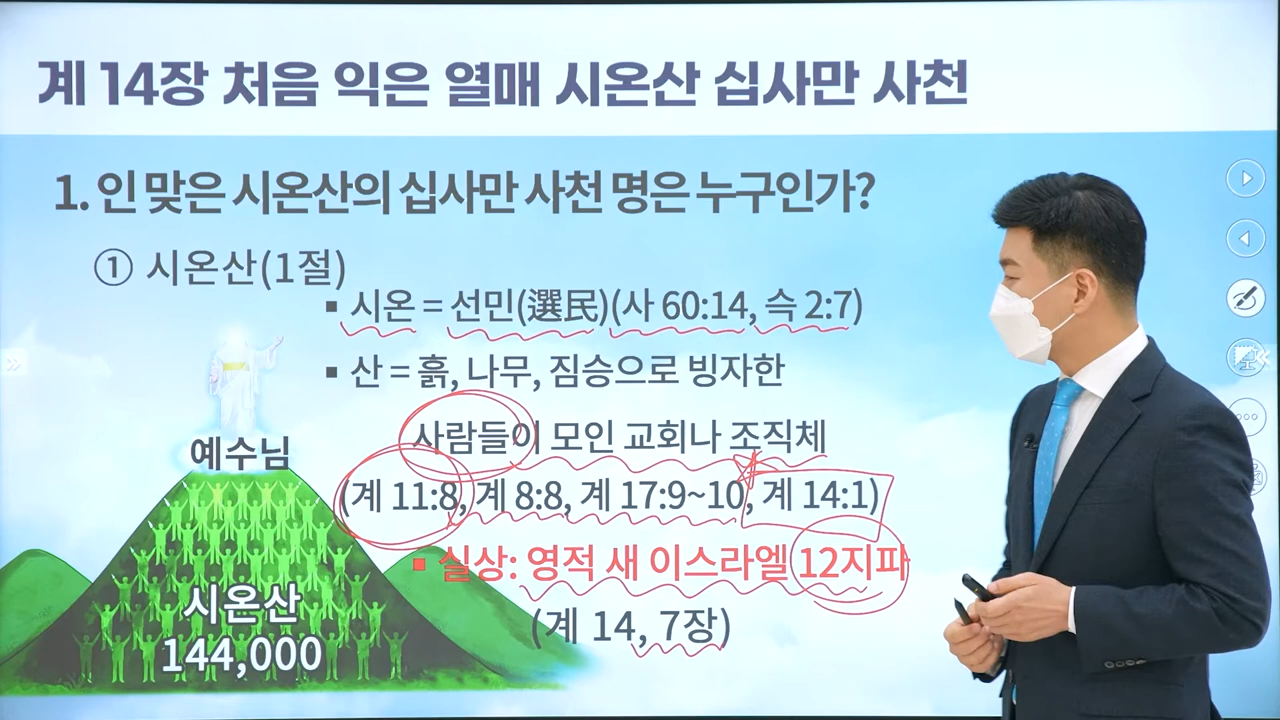 계 14장 처음 익은 열매 시온산 십사만 사천
1. 인 맞은 시온산의 십사만 사천 명은 누구인가?
① 시온산(1절)
▪ 시온 = 선민(選民)(사 60:14, 슥 2:7)
▪ 산 = 흙, 나무, 짐승으로 빙자한
사람들이 모인 교회나 조직체
(계 11:8, 계 8:8, 계 17:9~10, 계 14:1)
▪ 실상: 영적 새 이스라엘 12지파
(계 14, 7장)
예수님
시온산
144,000